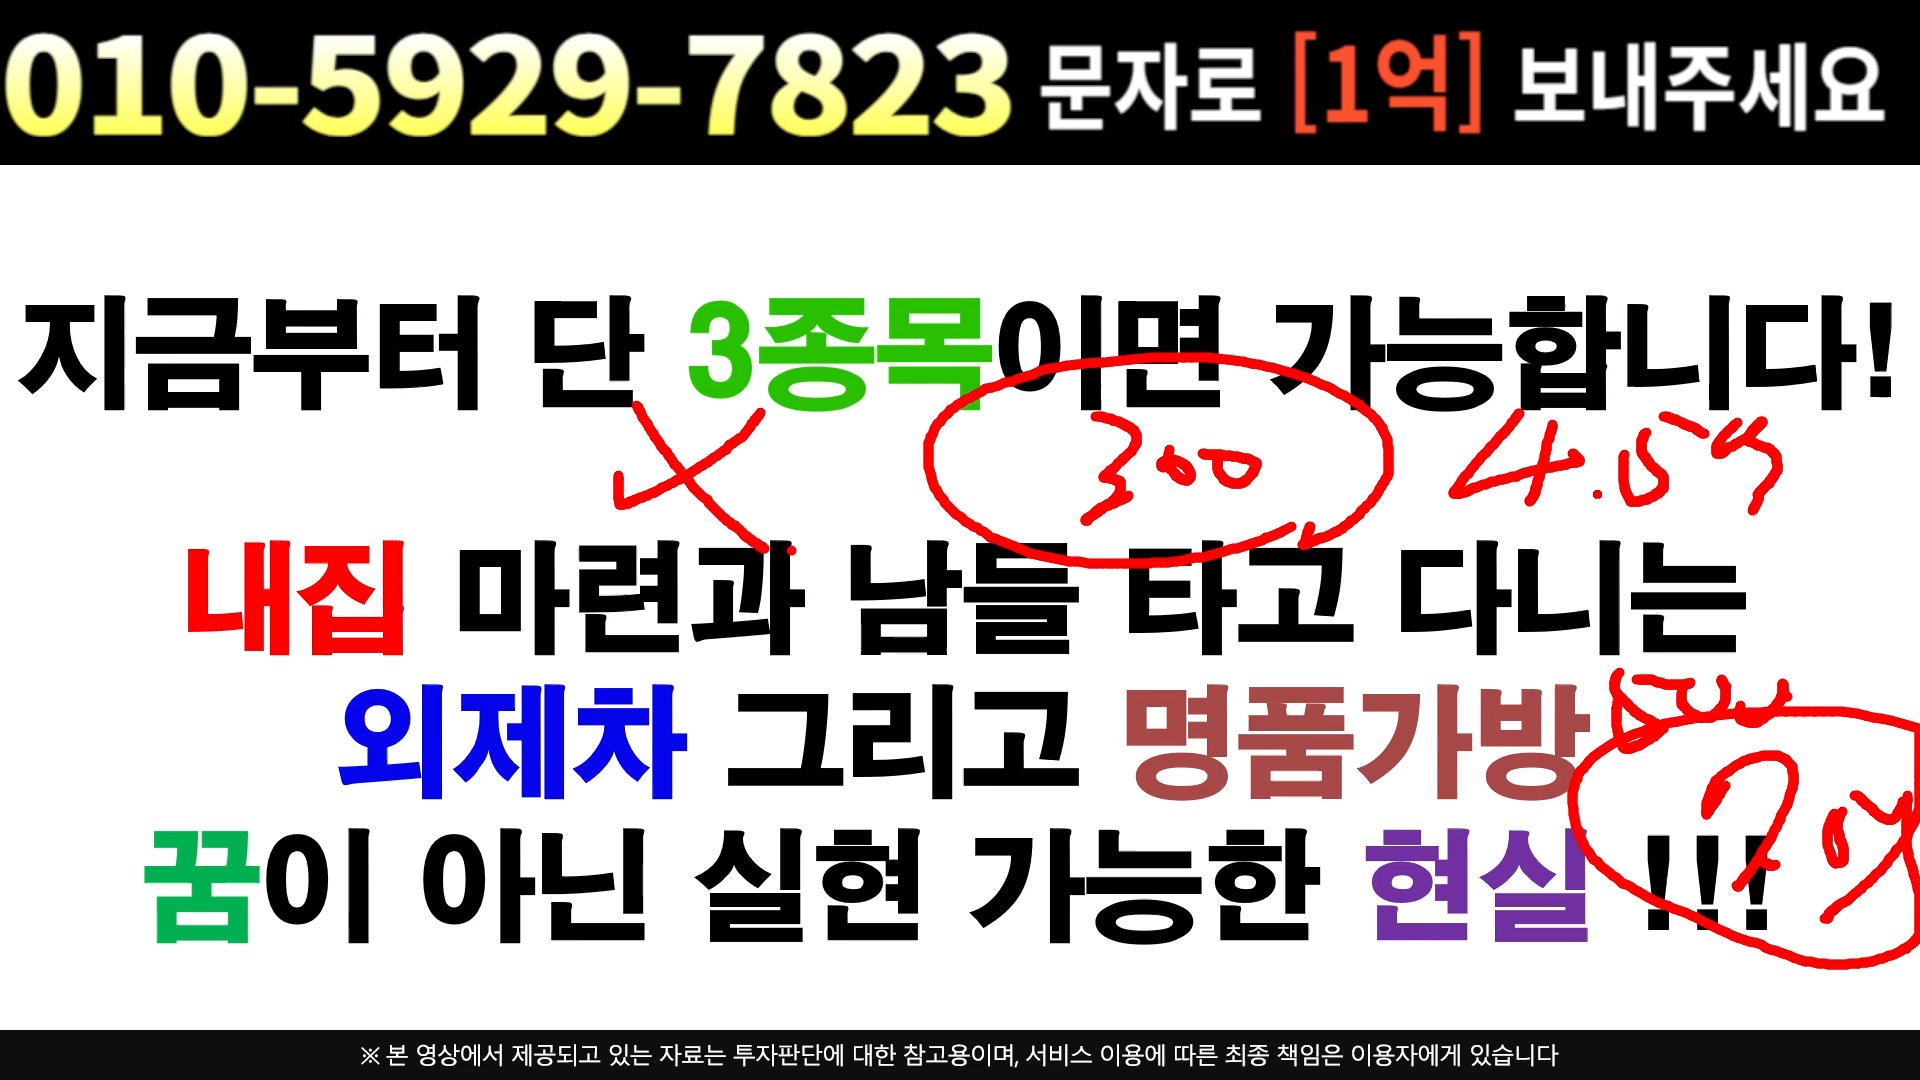 010-5929-7823 문자로 [1억] 보내주세요
지금부터 단 3종목이면 가능합니다!
300
내집 마련과 남들 타고 다니는
외제차 그리고 명품가방
꿈이 아닌 실현 가능한 현실 !!!
※ 본 영상에서 제공되고 있는 자료는 투자판단에 대한 참고용이며, 서비스 이용에 따른 최종 책임은 이용자에게 있습니다